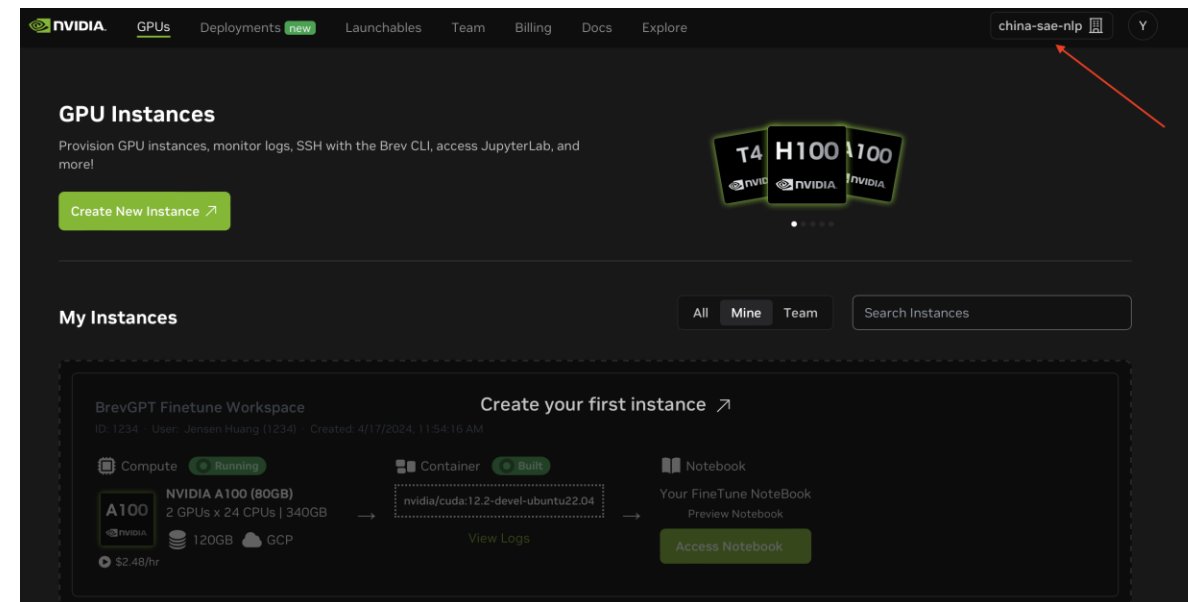 NVIDIA. GPUs Deployments new Launchables Team Billing Docs Explore china-sae-nlp Y
GPU Instances
Provision GPU instances, monitor logs, SSH with the Brev CLI, access JupyterLab, and
more!
Create New Instance
T4 H100 A100
NVIDIA. NVIDIA.
My Instances
All Mine Team Search Instances
Create your first instance
BrevGPT Finetune Workspace
ID: 1234 · User: Jensen Huang (1234) · Created: 4/17/2024, 11:54:16 AM
Compute Running Container Built Notebook
NVIDIA A100 (80GB)
2 GPUs x 24 CPUs | 340GB
A100
NVIDIA.
120GB GCP
$2.48/hr
nvidia/cuda:12.2-devel-ubuntu22.04
View Logs
Your FineTune NoteBook
Preview Notebook
Access Notebook